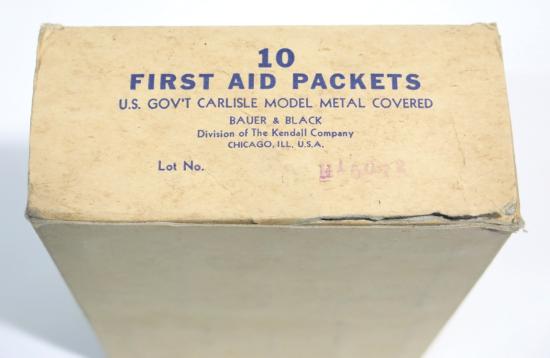 10
FIRST AID PACKETS
U.S. GOV'T CARLISLE MODEL METAL COVERED
BAUER & BLACK
Division of The Kendall Company
CHICAGO, ILL. U.S.A.
Lot No.